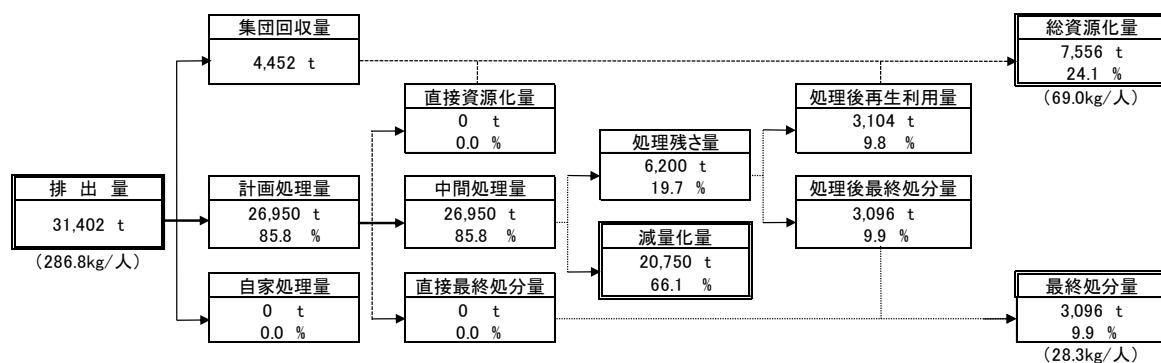 集団回収量
4,452 t
総資源化量
7,556 t
24.1 %
(69.0kg/人)
直接資源化量
0 t
0.0 %
処理後再生利用量
3,104 t
9.8 %
処理残さ量
6,200 t
19.7 %
排 出 量
31,402 t
(286.8kg/人)
計画処理量
26,950 t
85.8 %
中間処理量
26,950 t
85.8 %
処理後最終処分量
3,096 t
9.9 %
減量化量
20,750 t
66.1 %
自家処理量
0 t
0.0 %
直接最終処分量
0 t
0.0 %
最終処分量
3,096 t
9.9 %
(28.3kg/人)